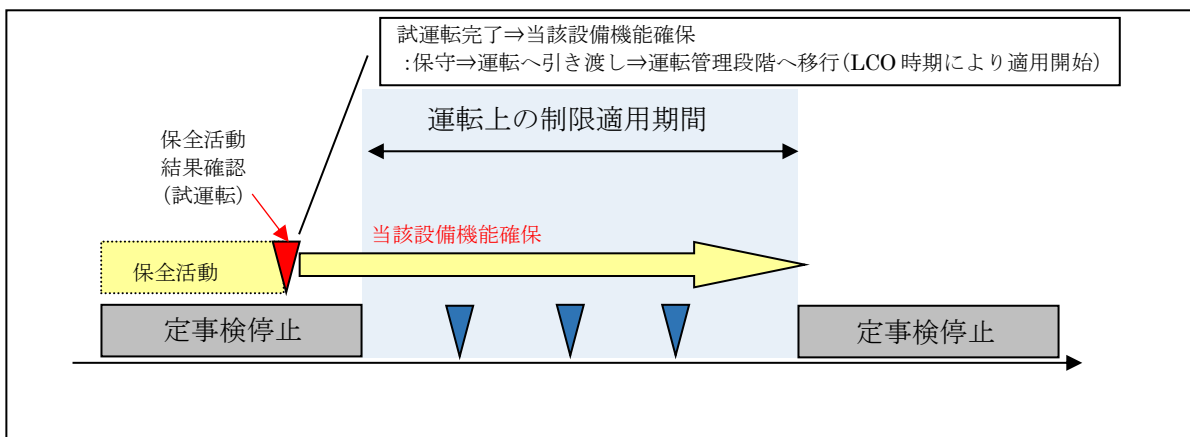 試運転完了⇒当該設備機能確保
:保守⇒運転へ引き渡し⇒運転管理段階へ移行(LCO 時期により適用開始)
運転上の制限適用期間
保全活動
結果確認
(試運転)
当該設備機能確保
保全活動
定事検停止
定事検停止